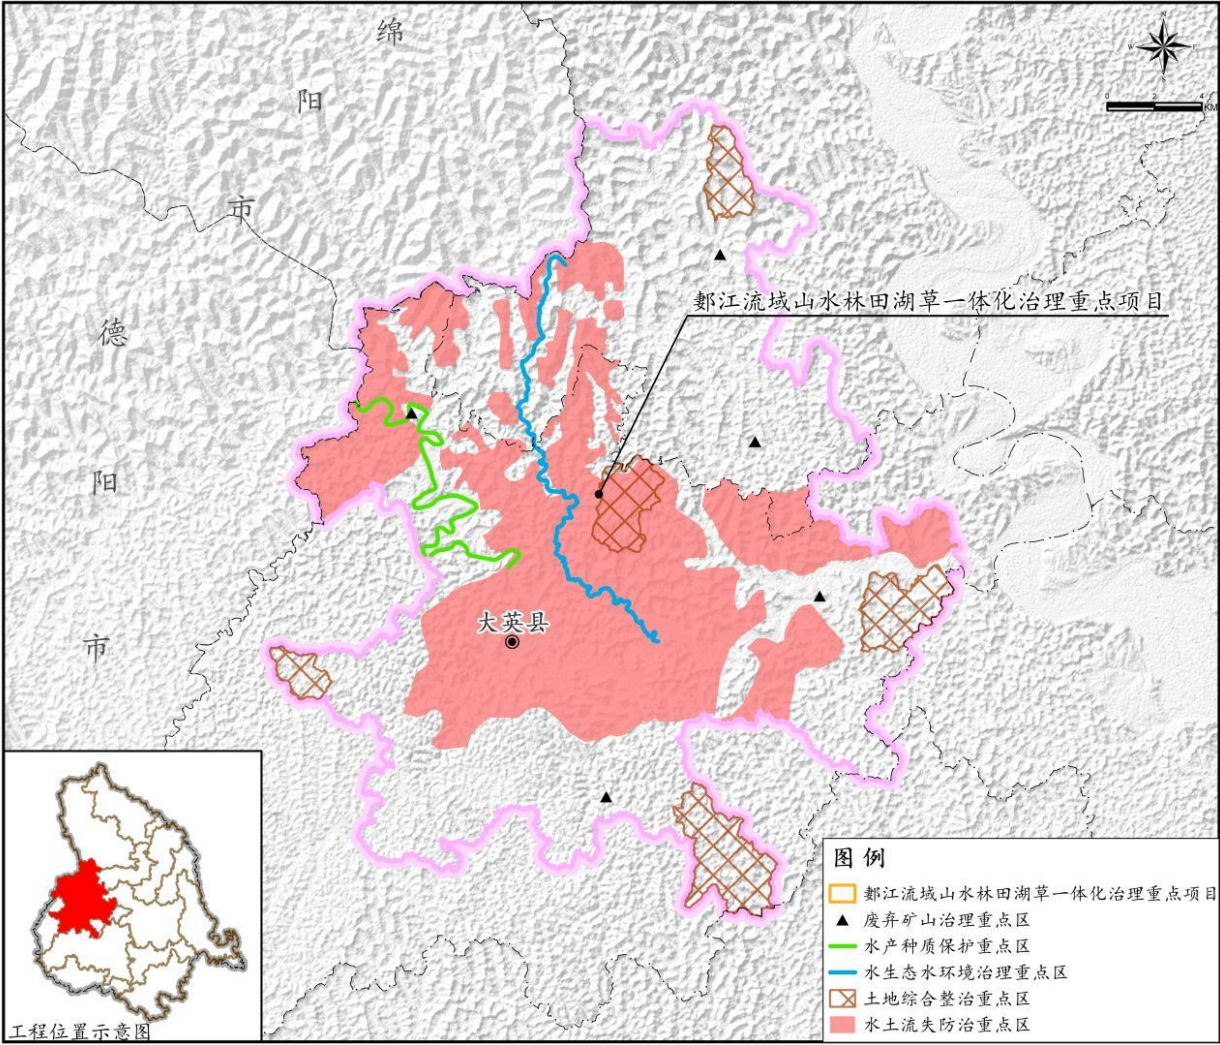 绵
阳
市
德
阳
市
N
W
E
S
0 2 4
KM
郪江流域山水林田湖草一体化治理重点项目
大英县
图例
郪江流域山水林田湖草一体化治理重点项目
废弃矿山治理重点区
水产种质保护重点区
水生态水环境治理重点区
土地综合整治重点区
水土流失防治重点区
工程位置示意图